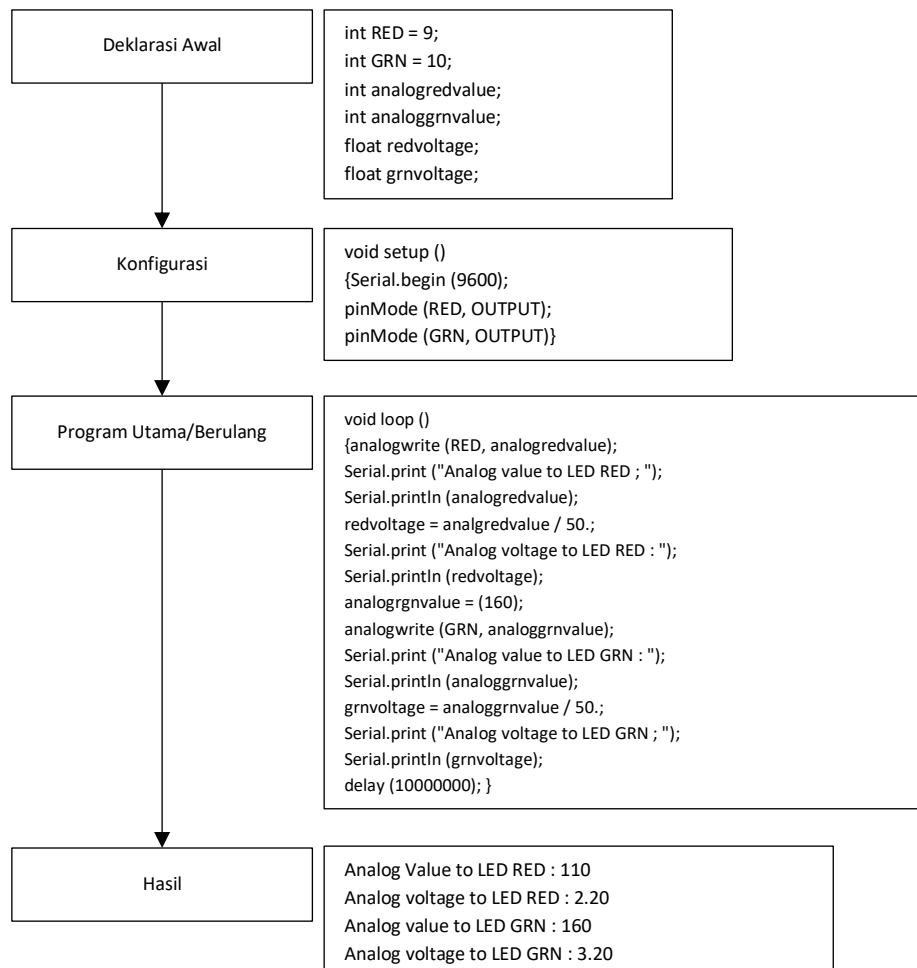 Deklarasi Awal
int RED = 9;
int GRN = 10;
int analogredvalue;
int analoggrnvalue;
float redvoltage;
float grnvoltage;
Konfigurasi
void setup ()
{Serial.begin (9600);
pinMode (RED, OUTPUT);
pinMode (GRN, OUTPUT)}
Program Utama/Berulang
void loop ()
{analogwrite (RED, analogredvalue);
Serial.print ("Analog value to LED RED ; ");
Serial.println (analogredvalue);
redvoltage = analgredvalue / 50.;
Serial.print ("Analog voltage to LED RED : ");
Serial.println (redvoltage);
analogrgnvalue = (160);
analogwrite (GRN, analoggrnvalue);
Serial.print ("Analog value to LED GRN : ");
Serial.println (analoggrnvalue);
grnvoltage = analoggrnvalue / 50.;
Serial.print ("Analog voltage to LED GRN ; ");
Serial.println (grnvoltage);
delay (10000000); }
Hasil
Analog Value to LED RED : 110
Analog voltage to LED RED : 2.20
Analog value to LED GRN : 160
Analog voltage to LED GRN : 3.20